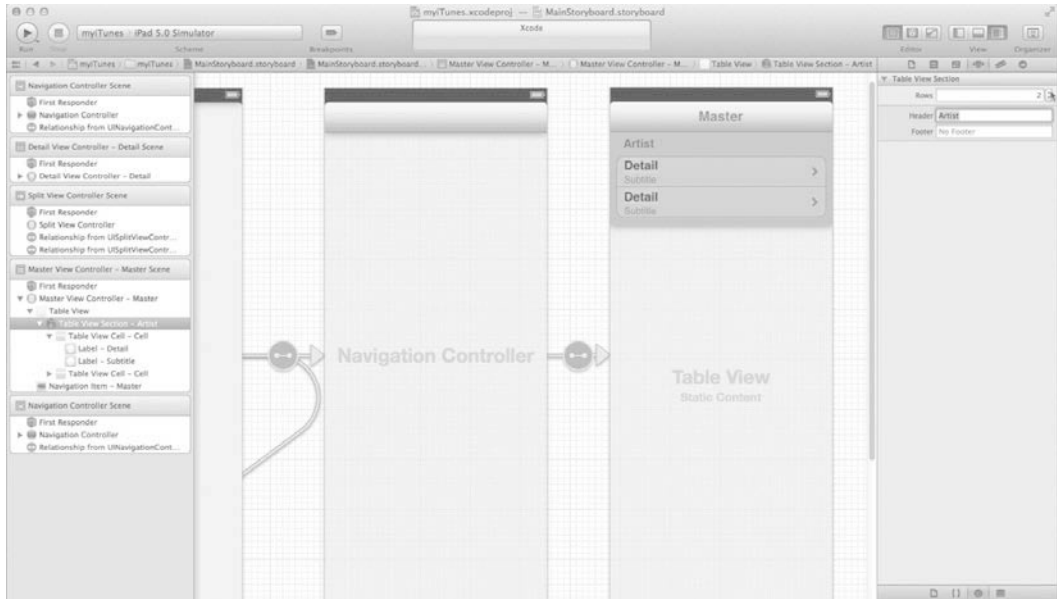 myiTunes.xcodeproj — MainStoryboard.storyboard
myiTunes iPad 5.0 Simulator
Xcode
Run Stop Scheme Breakpoints Editor View Organizer
myiTunes myiTunes MainStoryboard.storyboard MainStoryboard.storyboard... Master View Controller – M... Master View Controller – M... Table View Table View Section – Artist
Navigation Controller Scene
First Responder
Navigation Controller
Relationship from UINavigationCont...
Detail View Controller – Detail Scene
First Responder
Detail View Controller – Detail
Split View Controller Scene
First Responder
Split View Controller
Relationship from UISplitViewContr...
Relationship from UISplitViewContr...
Master View Controller – Master Scene
First Responder
Master View Controller – Master
Table View
Table View Section – Artist
Table View Cell – Cell
Label – Detail
Label – Subtitle
Table View Cell – Cell
Navigation Item – Master
Navigation Controller Scene
First Responder
Navigation Controller
Relationship from UINavigationCont...
Navigation Controller
Master
Artist
Detail
Subtitle
Detail
Subtitle
Table View
Static Content
Table View Section
Rows 2
Header Artist
Footer No Footer